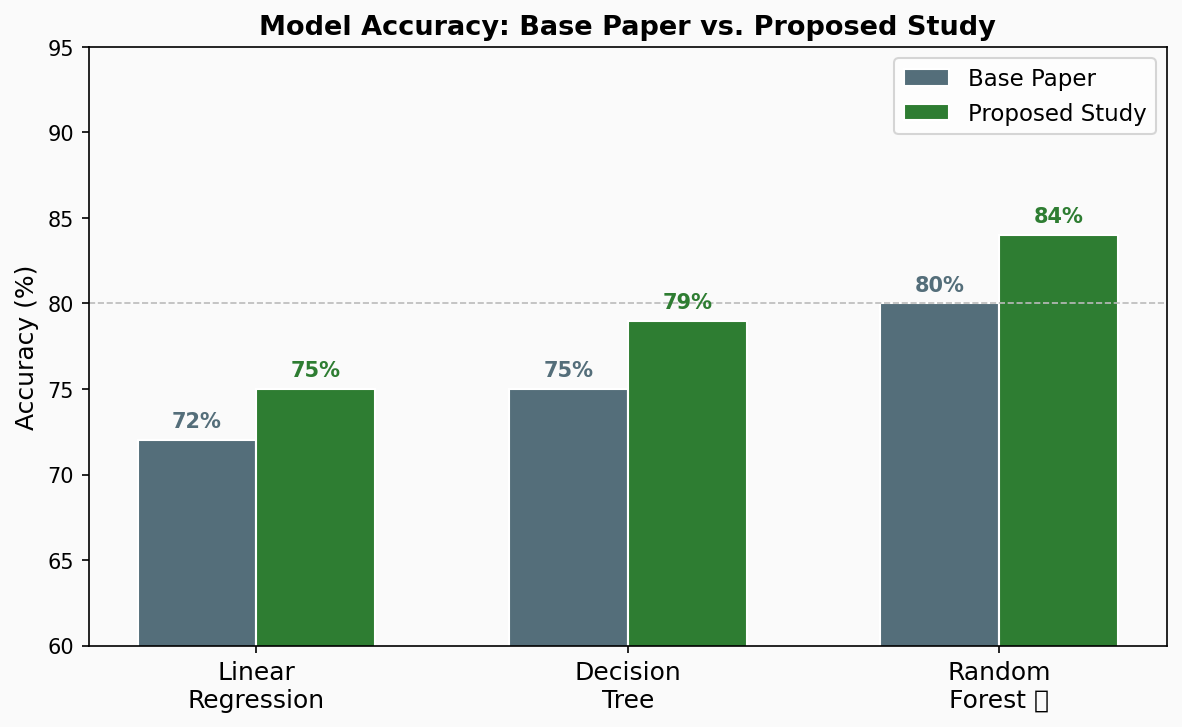 Model Accuracy: Base Paper vs. Proposed Study
Base Paper
Proposed Study
Accuracy (%)
95
90
85
80
75
70
65
60
72%
75%
75%
79%
80%
84%
Linear
Regression
Decision
Tree
Random
Forest